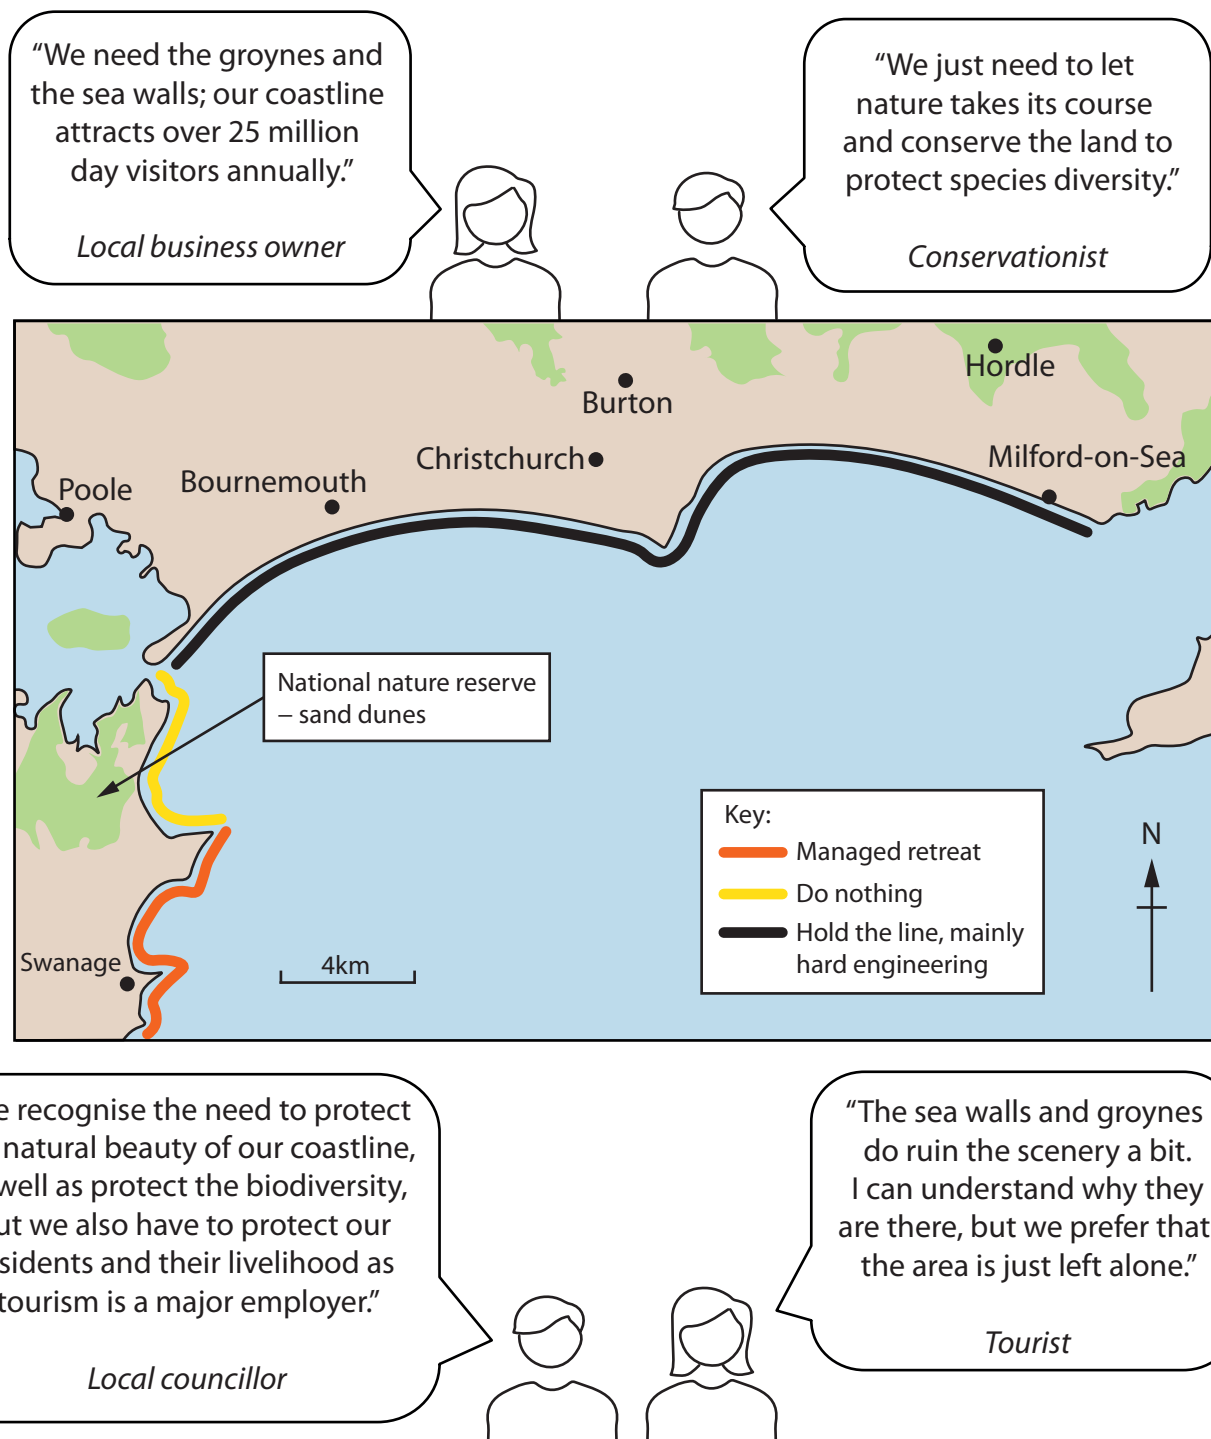 “We need the groynes and
the sea walls; our coastline
attracts over 25 million
day visitors annually.”
Local business owner
“We just need to let
nature takes its course
and conserve the land to
protect species diversity.”
Conservationist
Hordle
Burton
Christchurch
Milford-on-Sea
Bournemouth
Poole
National nature reserve
– sand dunes
Key:
Managed retreat
Do nothing
Hold the line, mainly
hard engineering
N
Swanage
4km
recognise the need to protect
natural beauty of our coastline,
well as protect the biodiversity,
we also have to protect our
and their livelihood as
tourism is a major employer.”
Local councillor
“The sea walls and groynes
do ruin the scenery a bit.
I can understand why they
are there, but we prefer that
the area is just left alone.”
Tourist